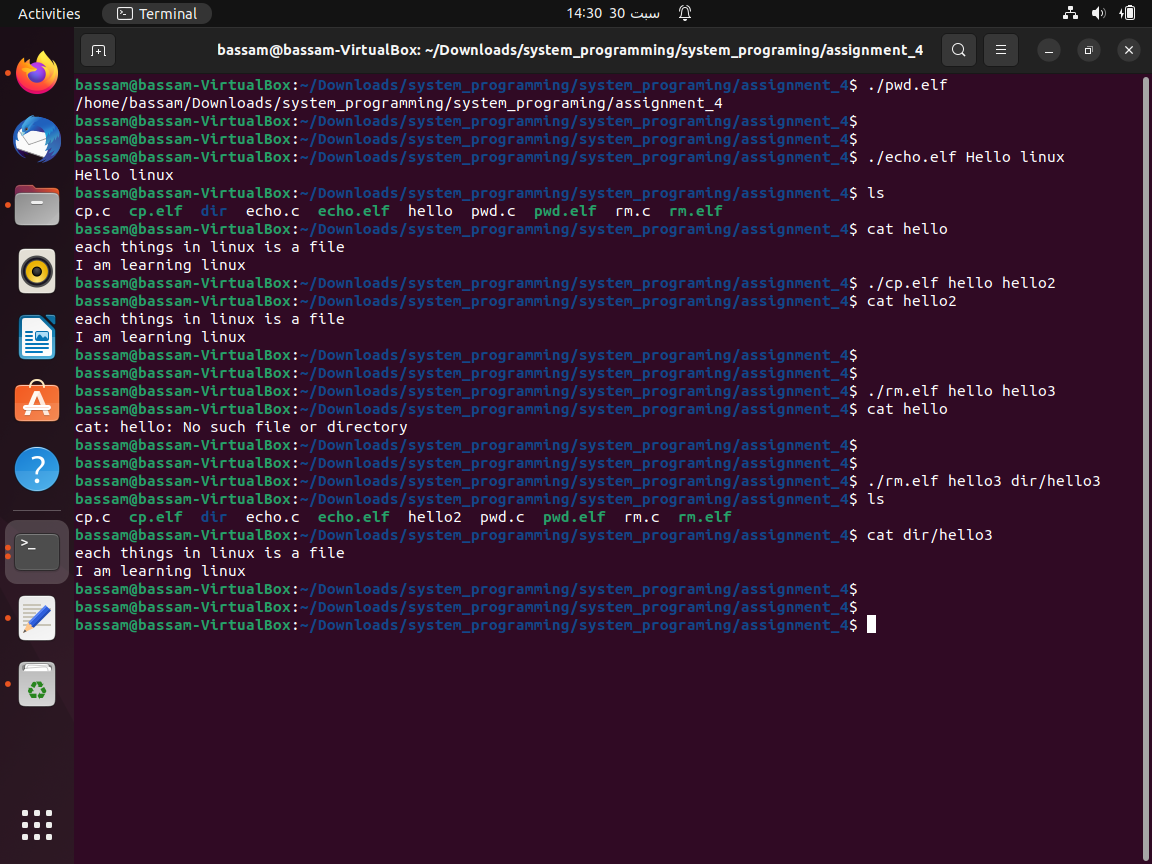 Activities
Terminal
14:30 30 سبت
bassam@bassam-VirtualBox: ~/Downloads/system_programming/system_programing/assignment_4
bassam@bassam-VirtualBox:~/Downloads/system_programming/system_programing/assignment_4$ ./pwd.elf
/home/bassam/Downloads/system_programming/system_programing/assignment_4
bassam@bassam-VirtualBox:~/Downloads/system_programming/system_programing/assignment_4$
bassam@bassam-VirtualBox:~/Downloads/system_programming/system_programing/assignment_4$
bassam@bassam-VirtualBox:~/Downloads/system_programming/system_programing/assignment_4$ ./echo.elf Hello linux
Hello linux
bassam@bassam-VirtualBox:~/Downloads/system_programming/system_programing/assignment_4$ ls
cp.c  cp.elf  dir  echo.c  echo.elf  hello  pwd.c  pwd.elf  rm.c  rm.elf
bassam@bassam-VirtualBox:~/Downloads/system_programming/system_programing/assignment_4$ cat hello
each things in linux is a file
I am learning linux
bassam@bassam-VirtualBox:~/Downloads/system_programming/system_programing/assignment_4$ ./cp.elf hello hello2
bassam@bassam-VirtualBox:~/Downloads/system_programming/system_programing/assignment_4$ cat hello2
each things in linux is a file
I am learning linux
bassam@bassam-VirtualBox:~/Downloads/system_programming/system_programing/assignment_4$
bassam@bassam-VirtualBox:~/Downloads/system_programming/system_programing/assignment_4$
bassam@bassam-VirtualBox:~/Downloads/system_programming/system_programing/assignment_4$ ./rm.elf hello hello3
bassam@bassam-VirtualBox:~/Downloads/system_programming/system_programing/assignment_4$ cat hello
cat: hello: No such file or directory
bassam@bassam-VirtualBox:~/Downloads/system_programming/system_programing/assignment_4$
bassam@bassam-VirtualBox:~/Downloads/system_programming/system_programing/assignment_4$
bassam@bassam-VirtualBox:~/Downloads/system_programming/system_programing/assignment_4$ ./rm.elf hello3 dir/hello3
bassam@bassam-VirtualBox:~/Downloads/system_programming/system_programing/assignment_4$ ls
cp.c  cp.elf  dir  echo.c  echo.elf  hello2  pwd.c  pwd.elf  rm.c  rm.elf
bassam@bassam-VirtualBox:~/Downloads/system_programming/system_programing/assignment_4$ cat dir/hello3
each things in linux is a file
I am learning linux
bassam@bassam-VirtualBox:~/Downloads/system_programming/system_programing/assignment_4$
bassam@bassam-VirtualBox:~/Downloads/system_programming/system_programing/assignment_4$
bassam@bassam-VirtualBox:~/Downloads/system_programming/system_programing/assignment_4$